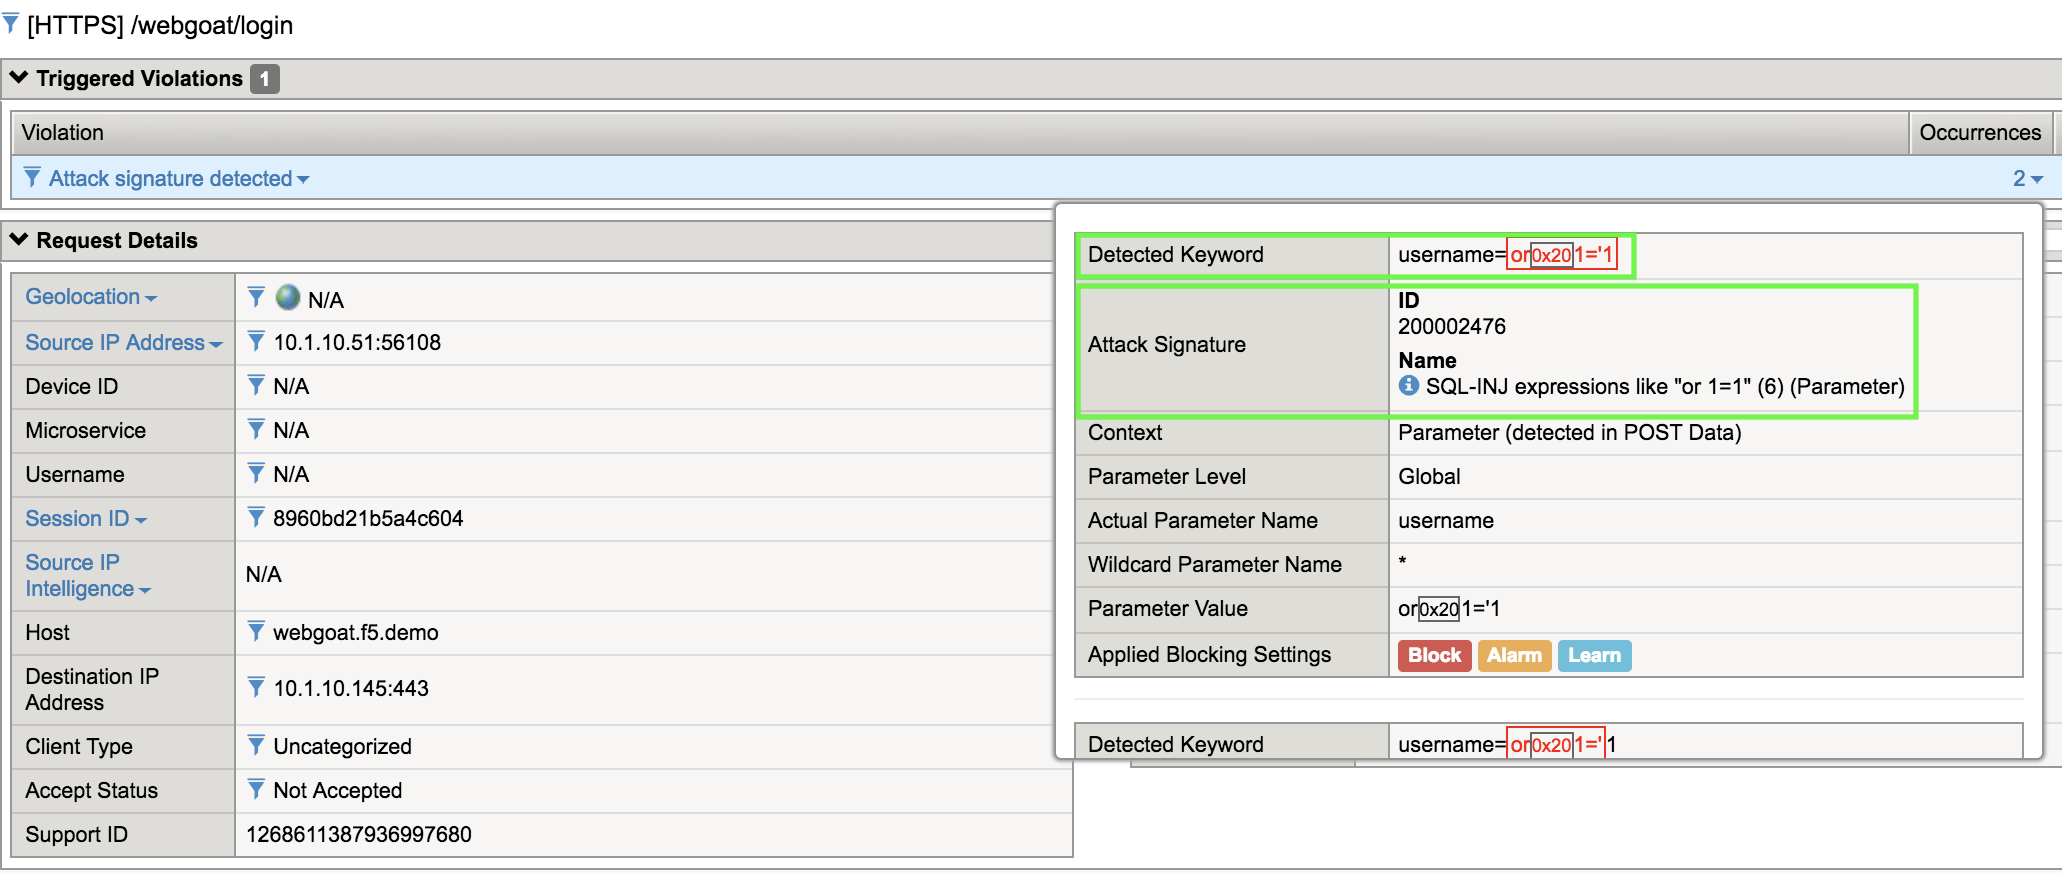 [HTTPS] /webgoat/login
Triggered Violations 1
Violation Occurrences
Attack signature detected 2
Request Details
Geolocation N/A
Source IP Address 10.1.10.51:56108
Device ID N/A
Microservice N/A
Username N/A
Session ID 8960bd21b5a4c604
Source IP
Intelligence N/A
Host webgoat.f5.demo
Destination IP
Address 10.1.10.145:443
Client Type Uncategorized
Accept Status Not Accepted
Support ID 1268611387936997680
Detected Keyword username=or0x201='1
Attack Signature
ID
200002476
Name
SQL-INJ expressions like "or 1=1" (6) (Parameter)
Context Parameter (detected in POST Data)
Parameter Level Global
Actual Parameter Name username
Wildcard Parameter Name *
Parameter Value or0x201='1
Applied Blocking Settings Block Alarm Learn
Detected Keyword username=or0x201='1